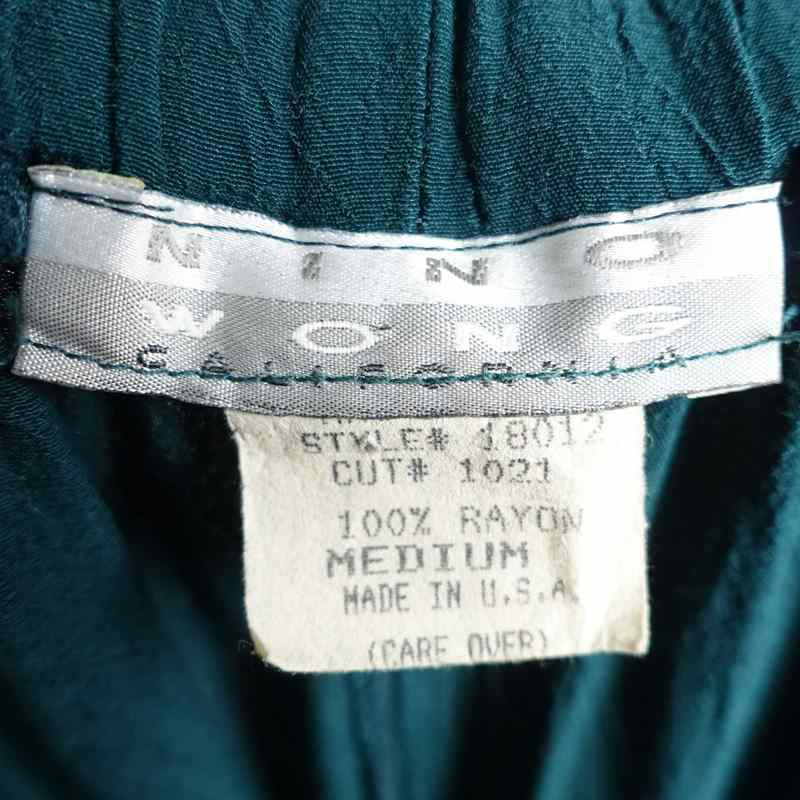 NINO
WONG
CALIFORNIA
STYLE# 18012
CUT# 1021
100% RAYON
MEDIUM
MADE IN U.S.A.
(CARE OVER)